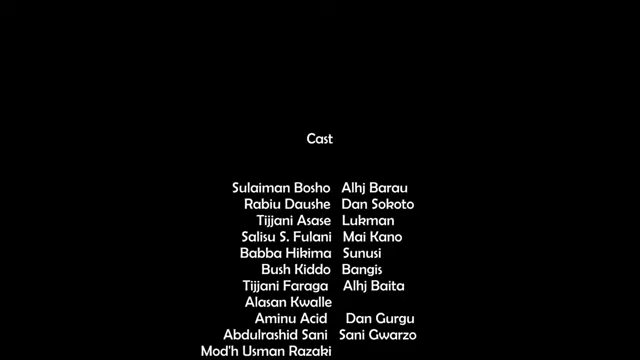 Cast
Sulaiman Bosho Alhj Barau
Rabiu Daushe Dan Sokoto
Tijjani Asase Lukman
Salisu S. Fulani Mai Kano
Babba Hikima Sunusi
Bush Kiddo Bangis
Tijjani Faraga Alhj Baita
Alasan Kwalle
Aminu Acid Dan Gurgu
Abdulrashid Sani Sani Gwarzo
Mod'h Usman Razaki